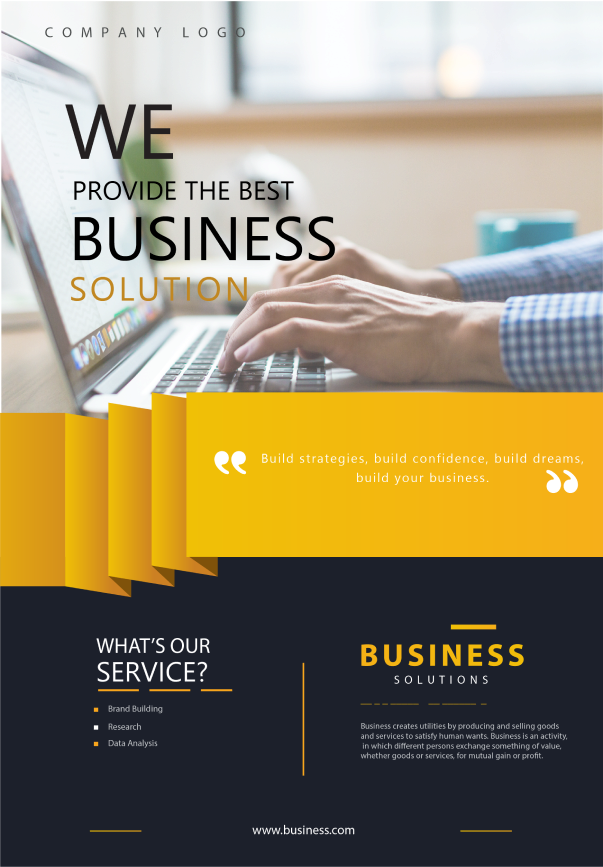 COMPANY LOGO
WE
PROVIDE THE BEST
BUSINESS
SOLUTION
“ Build strategies, build confidence, build dreams,
build your business. ”
WHAT’S OUR
SERVICE?
Brand Building
Research
Data Analysis
BUSINESS
SOLUTIONS
Business creates utilities by producing and selling goods
and services to satisfy human wants. Business is an activity,
in which different persons exchange something of value,
whether goods or services, for mutual gain or profit.
www.business.com